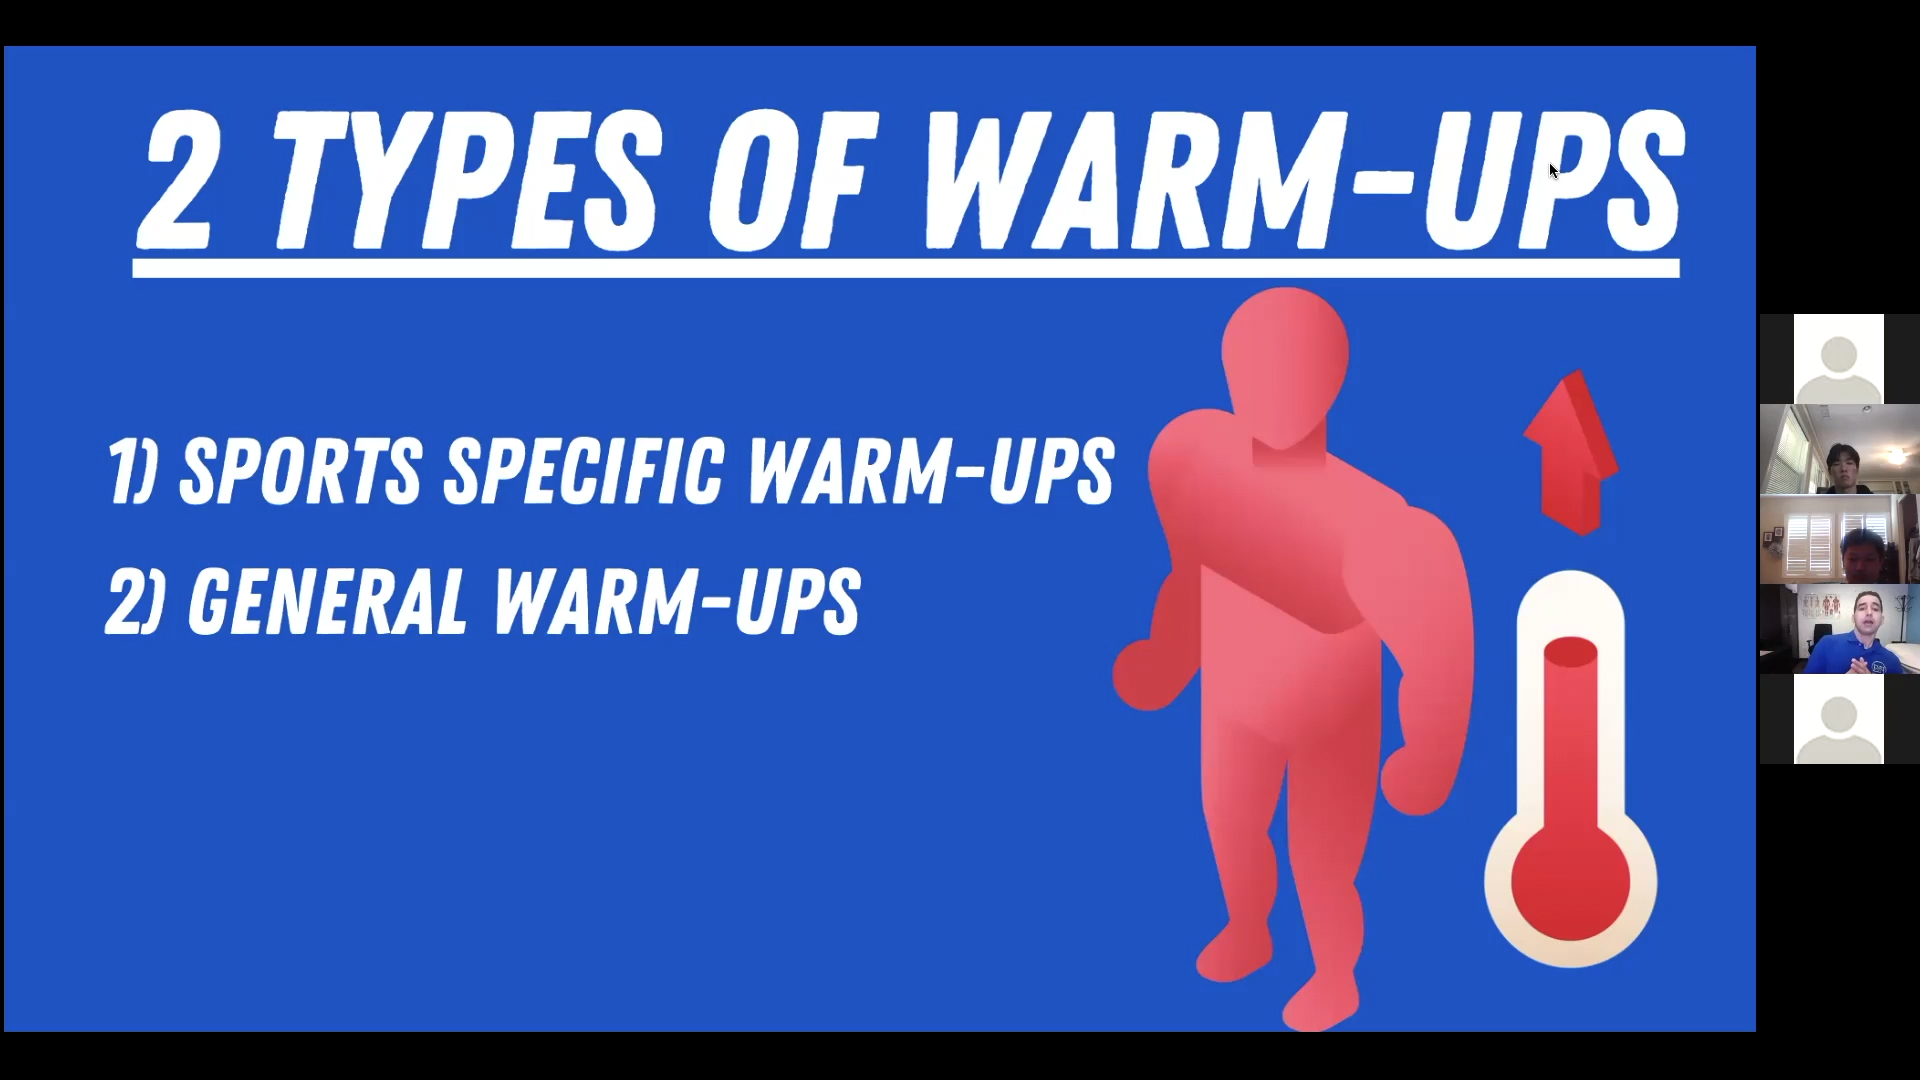 2 TYPES OF WARM-UPS
1) SPORTS SPECIFIC WARM-UPS
2) GENERAL WARM-UPS